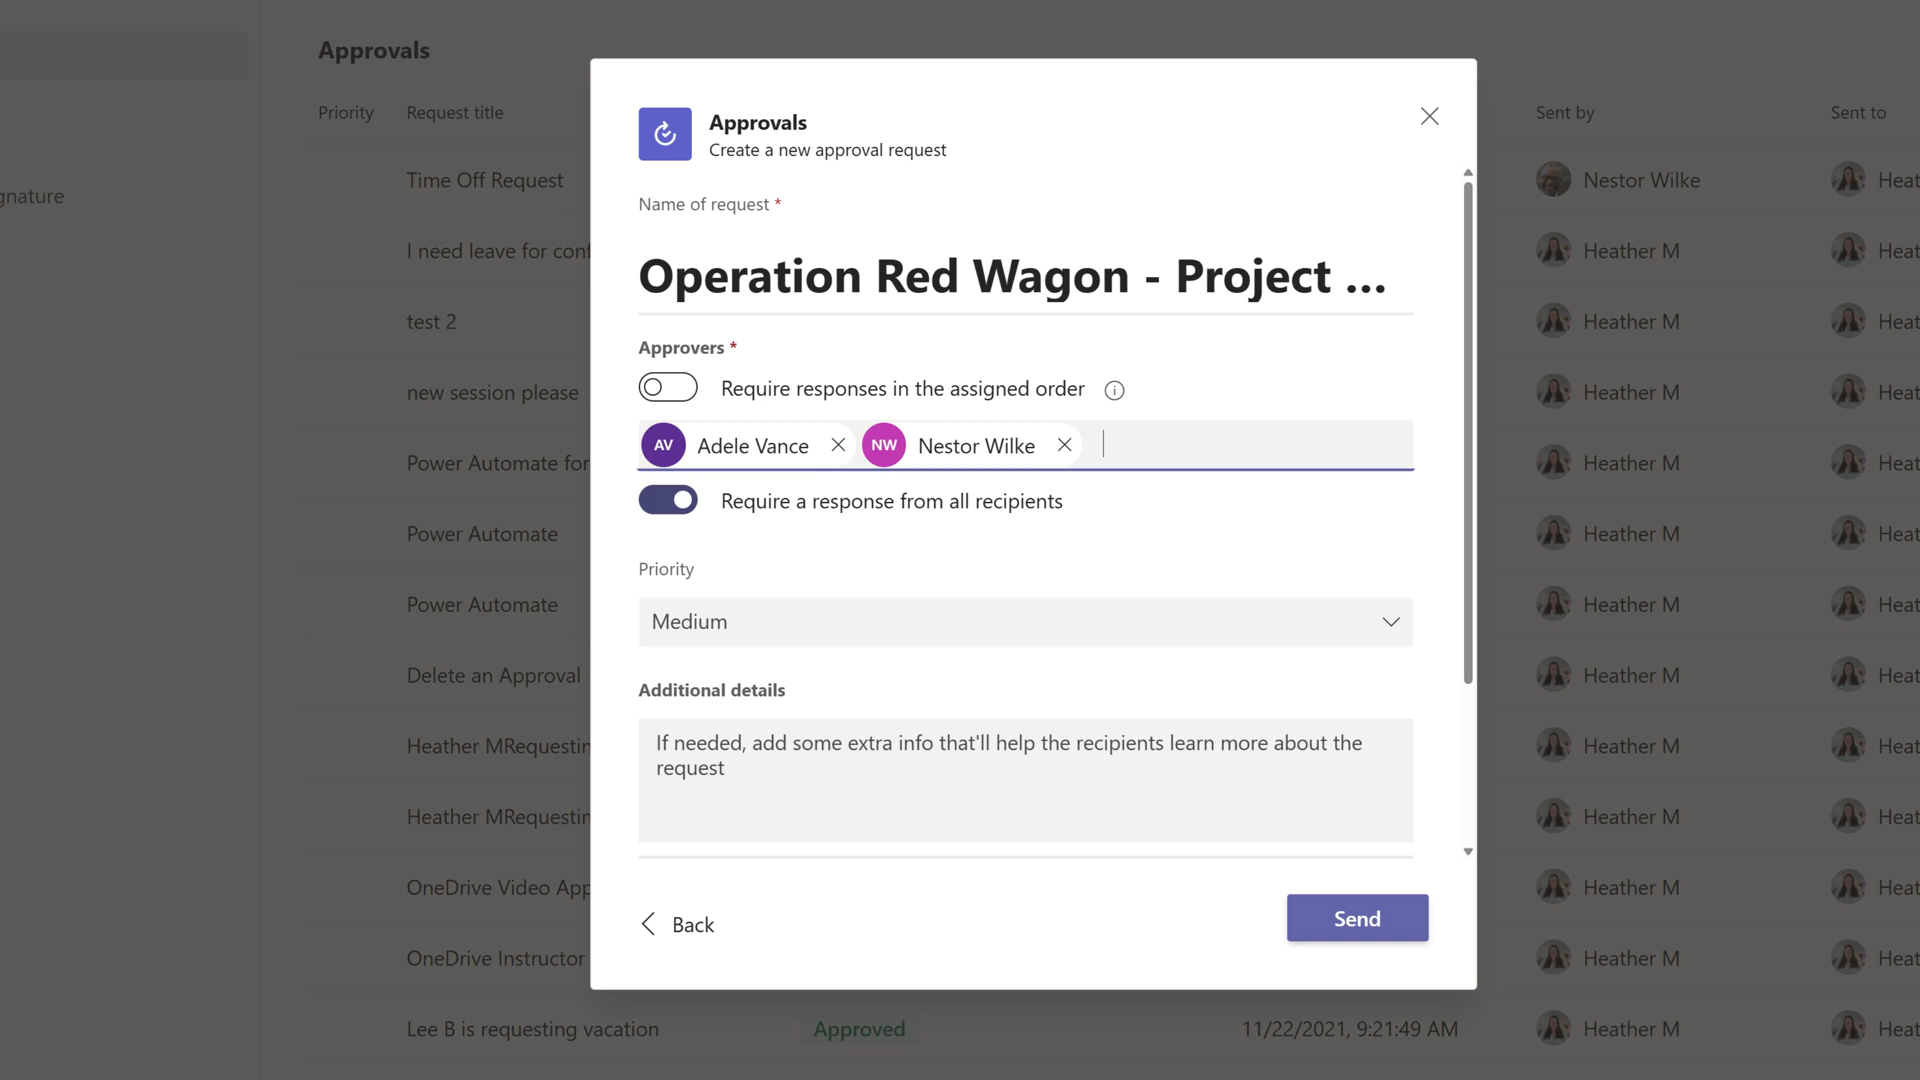 Approvals
Priority
Request title
Sent by
Sent to
gnature
Time Off Request
Nestor Wilke
Heat
I need leave for conf
Heather M
Heat
test 2
Heather M
Heat
new session please
Heather M
Heat
Power Automate for
Heather M
Heat
Power Automate
Heather M
Heat
Power Automate
Heather M
Heat
Delete an Approval
Heather M
Heat
Heather MRequestin
Heather M
Heat
Heather MRequestin
Heather M
Heat
OneDrive Video App
Heather M
Heat
OneDrive Instructor
Heather M
Heat
Lee B is requesting vacation
Approved
11/22/2021, 9:21:49 AM
Heather M
Heat
Approvals
Create a new approval request
Name of request *
Operation Red Wagon - Project ...
Approvers *
Require responses in the assigned order
AV Adele Vance NW Nestor Wilke
Require a response from all recipients
Priority
Medium
Additional details
If needed, add some extra info that'll help the recipients learn more about the
request
Back
Send